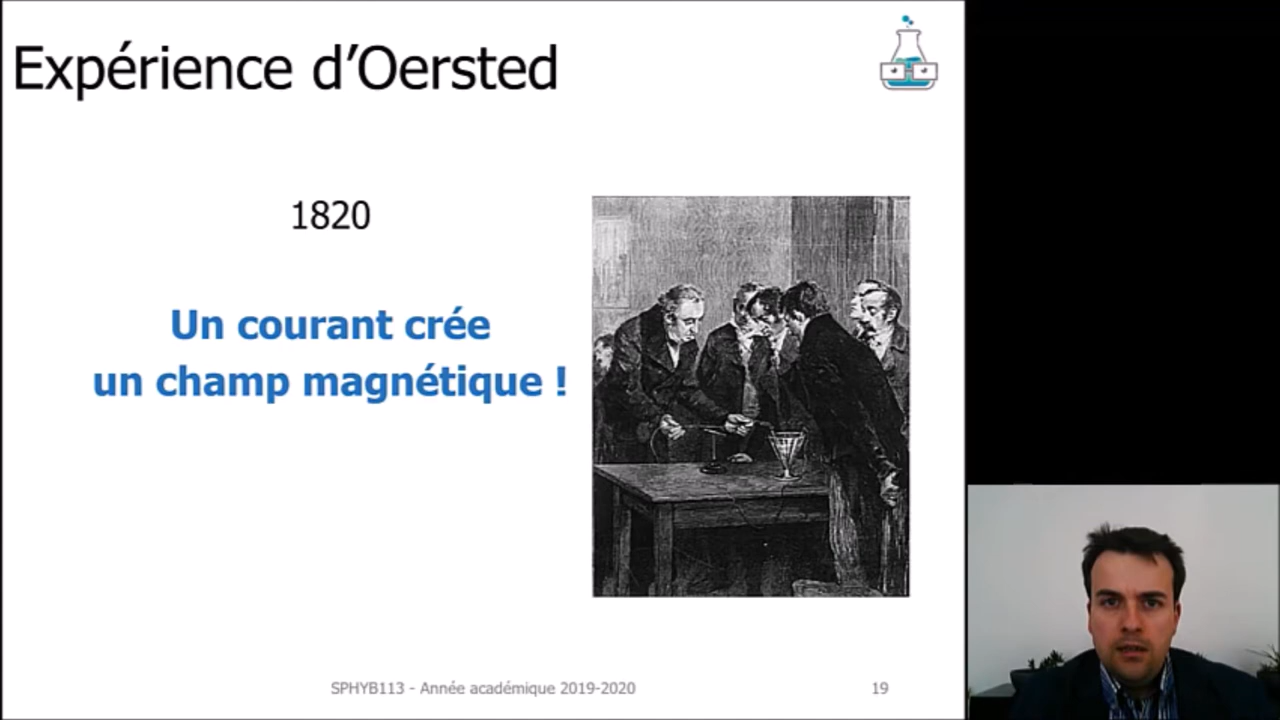 Expérience d’Oersted
1820
Un courant crée
un champ magnétique !
SPHYB113 - Année académique 2019-2020
19